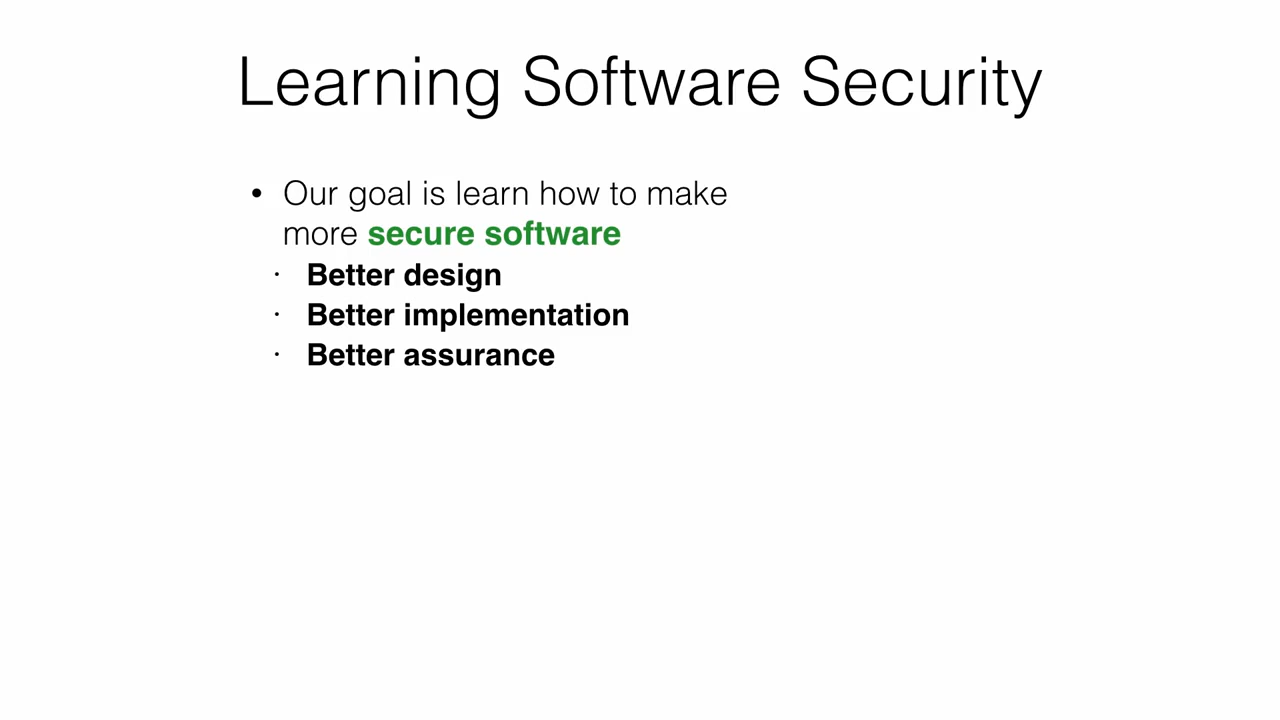 Learning Software Security
• Our goal is learn how to make
more secure software
· Better design
· Better implementation
· Better assurance